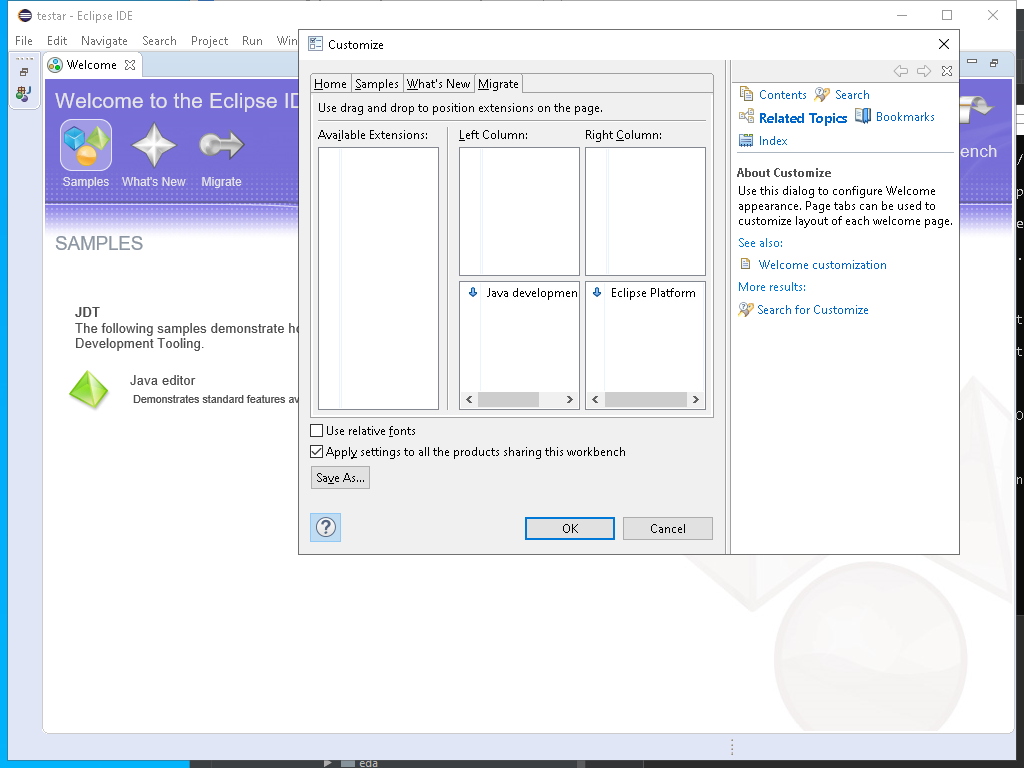 testar - Eclipse IDE
File Edit Navigate Search Project Run Win
Welcome
Welcome to the Eclipse ID
Samples What's New Migrate
ench
SAMPLES
JDT
The following samples demonstrate ho
Development Tooling.
Java editor
Demonstrates standard features av
Customize
Home Samples What's New Migrate
Use drag and drop to position extensions on the page.
Available Extensions: Left Column: Right Column:
Java developmen Eclipse Platform
Use relative fonts
Apply settings to all the products sharing this workbench
Save As...
OK Cancel
Contents Search
Related Topics Bookmarks
Index
About Customize
Use this dialog to configure Welcome
appearance. Page tabs can be used to
customize layout of each welcome page.
See also:
Welcome customization
More results:
Search for Customize
eda